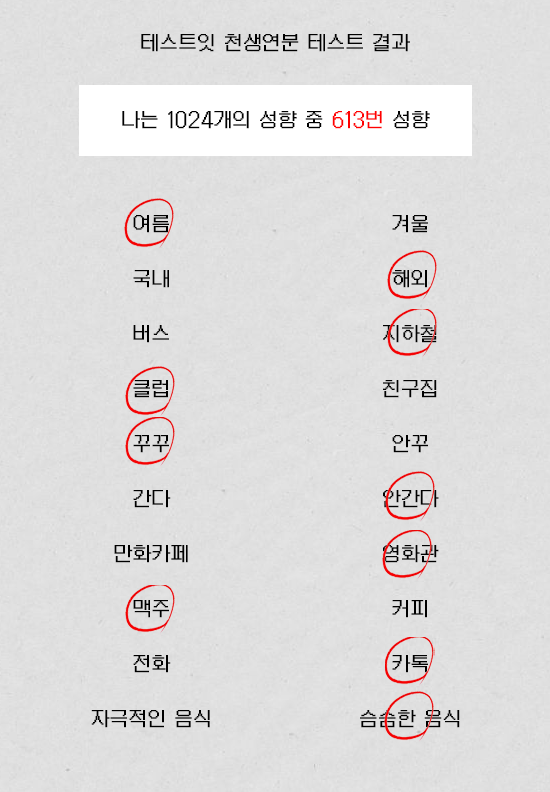 테스트잇 천생연분 테스트 결과
나는 1024개의 성향 중 613번 성향
여름 겨울
국내 해외
버스 지하철
클럽 친구집
꾸꾸 안꾸
간다 안간다
만화카페 영화관
맥주 커피
전화 카톡
자극적인 음식 슴슴한 음식